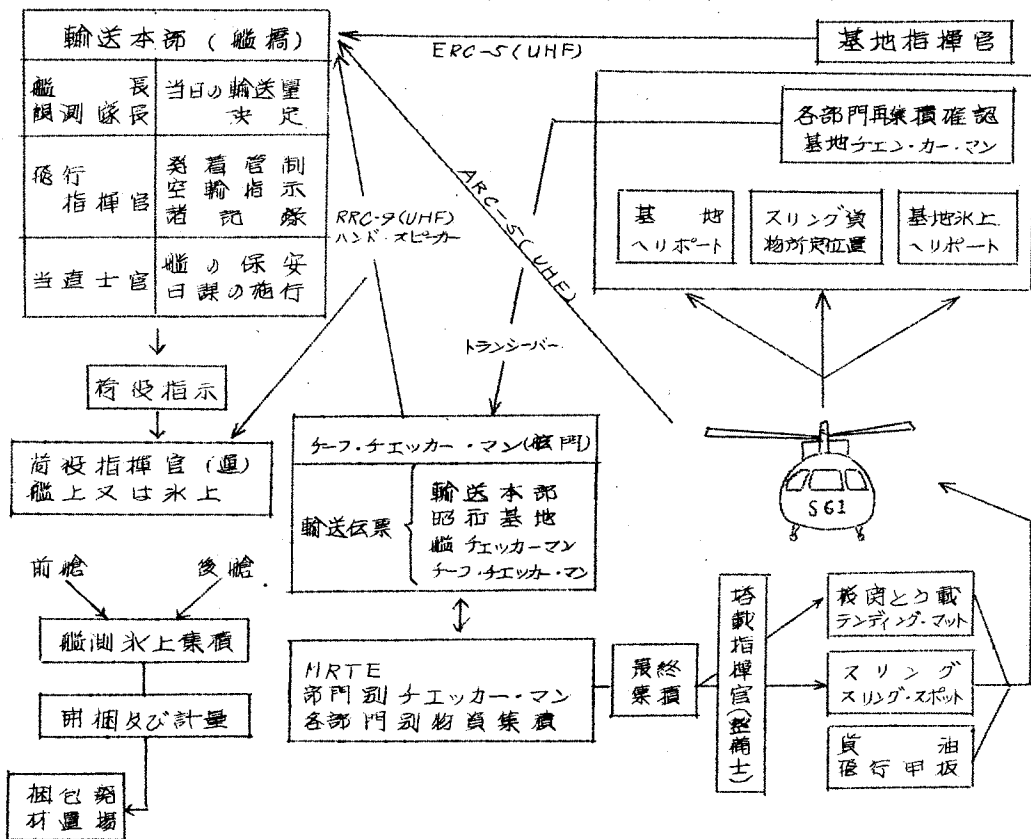 輸送本部(艦橋)
艦長
観測隊長
当日の輸送量
決定
飛行
指揮官
発着管制
空輸指示
諸記録
当直士官
艦の保安
日課の施行
荷役指示
荷役指揮官(運)
艦上又は氷上
前艙
後艙
艦側氷上集積
開梱及び計量
梱包廃
材置場
ERC-5(UHF)
RRC-9(UHF)
ハンド・スピーカー
ARC-5(UHF)
トランシーバー
基地指揮官
各部門再集積確認
基地チエン・カー・マン
基地
ヘリポート
スリング貨
物所定位置
基地氷上
ヘリポート
S61
チーフ・チエッカー・マン(舷門)
輸送伝票
輸送本部
昭和基地
艦チエッカーマン
チーフ・チエッカー・マン
HRTE
部門別チエッカー・マン
各部門別物資集積
最終
集積
塔載指揮官(整備士)
機内とう載
ランディング・マット
スリング
スリング・スポット
貨油
飛行甲板